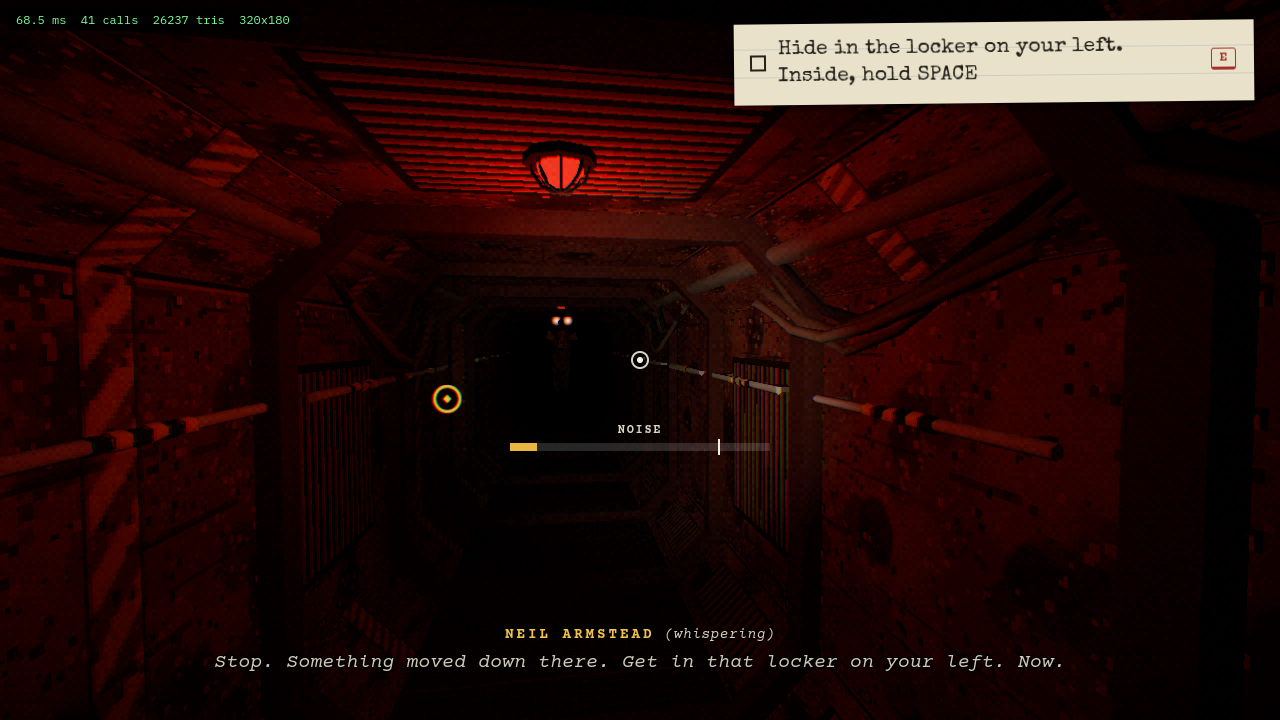 68.5 ms 41 calls 26237 tris 320x180
Hide in the locker on your left.
Inside, hold SPACE
E
NOISE
NEIL ARMSTEAD (whispering)
Stop. Something moved down there. Get in that locker on your left. Now.